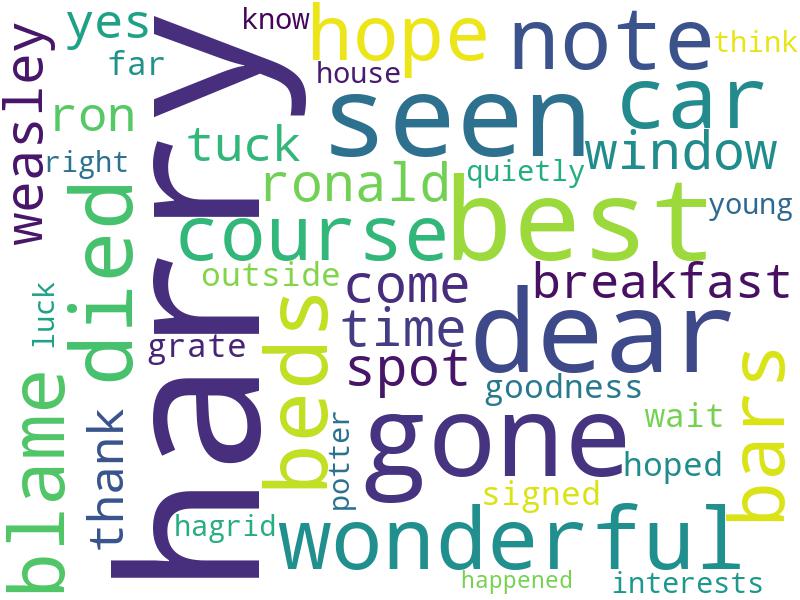 yes
know
hope
note
think
far
house
seen
car
weasley
ron
tuck
window
right
ronald
quietly
best
young
died
harry
course
outside
come
breakfast
luck
beds
time
dear
grate
spot
goodness
bars
blame
thank
potter
gone
wait
hoped
signed
hagrid
wonderful
happened
interests